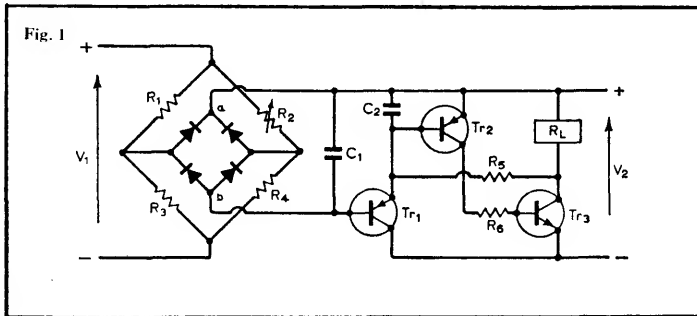 Fig. 1
+
+
R1
a
R2
C2
Tr2
RL
V1
C1
V2
R5
b
R3
R4
Tr1
R6
Tr3
−
−